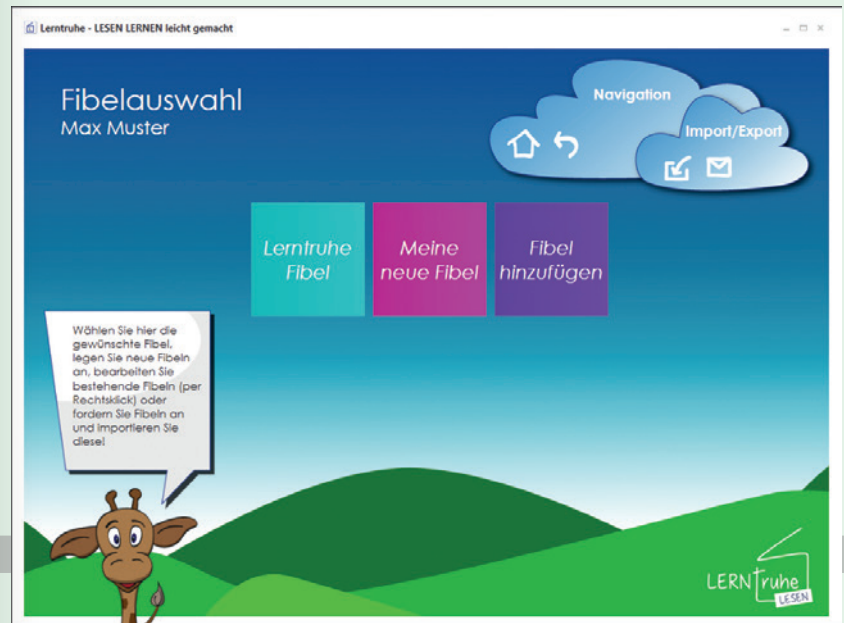 Lerntruhe - LESEN LERNEN leicht gemacht
Fibelauswahl
Max Muster
Navigation
Import/Export
Lerntruhe
Fibel
Meine
neue Fibel
Fibel
hinzufügen
Wählen Sie hier die
gewünschte Fibel,
legen Sie neue Fibeln
an, bearbeiten Sie
bestehende Fibeln (per
Rechtsklick) oder
fordern Sie Fibeln an
und importieren Sie
diese!
LERNtruhe
LESEN